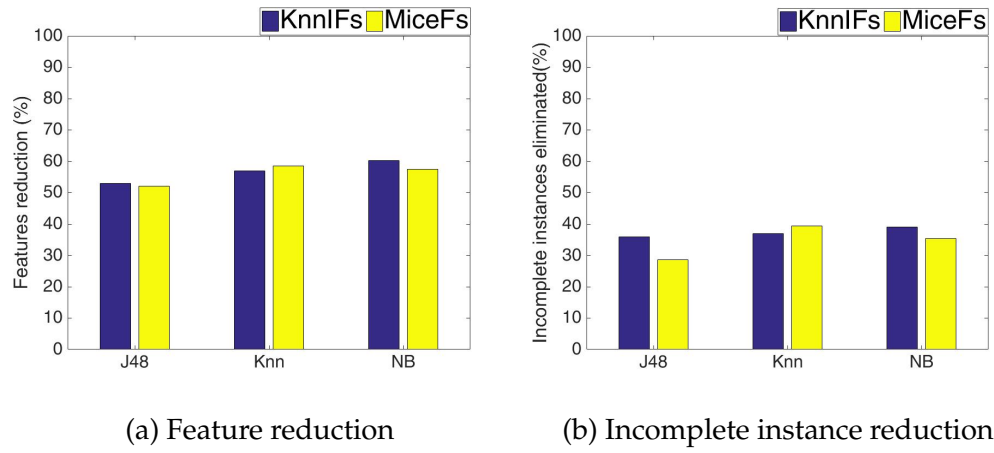 KnnIFs MiceFs
100
90
80
70
60
50
40
30
20
10
0
Features reduction (%)
J48 Knn NB
(a) Feature reduction
KnnIFs MiceFs
100
90
80
70
60
50
40
30
20
10
0
Incomplete instances eliminated(%)
J48 Knn NB
(b) Incomplete instance reduction